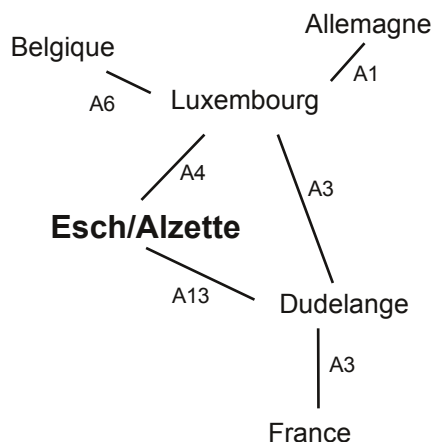 Allemagne
Belgique
A1
A6
Luxembourg
A4
A3
Esch/Alzette
A13
Dudelange
A3
France